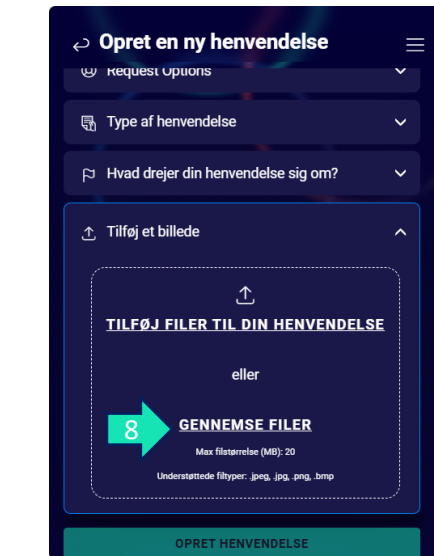 Opret en ny henvendelse
Request Options
Type af henvendelse
Hvad drejer din henvendelse sig om?
Tilføj et billede
TILFØJ FILER TIL DIN HENVENDELSE
eller
8 GENNEMSE FILER
Max filstørrelse (MB): 20
Understøttede filtyper: .jpeg, .jpg, .png, .bmp
OPRET HENVENDELSE